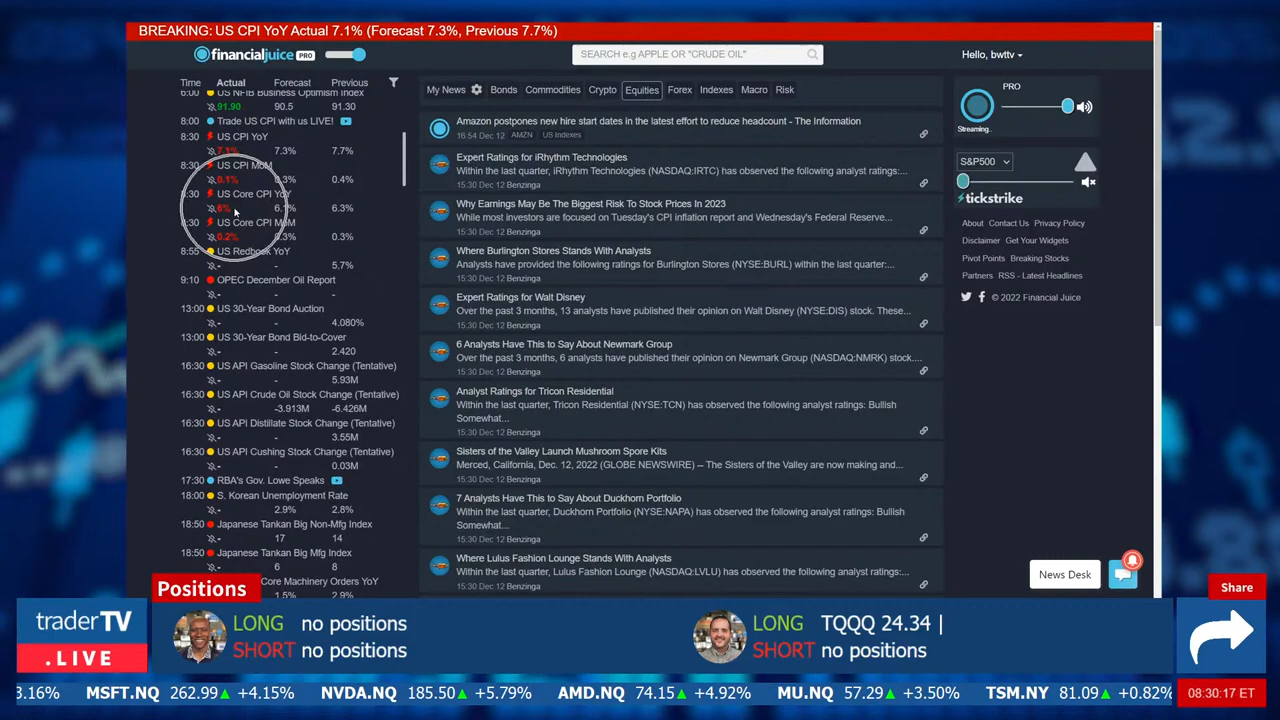 BREAKING: US CPI YoY Actual 7.1% (Forecast 7.3%, Previous 7.7%)
financialjuice PRO
SEARCH e.g APPLE OR "CRUDE OIL"
Hello, bwttv
Time Actual Forecast Previous
6:00 US NFIB Business Optimism Index
91.90 90.5 91.30
8:00 Trade US CPI with us LIVE!
8:30 US CPI YoY
7.1% 7.3% 7.7%
8:30 US CPI MoM
0.1% 0.3% 0.4%
8:30 US Core CPI YoY
6% 6.1% 6.3%
8:30 US Core CPI MoM
0.2% 0.3% 0.3%
8:55 US Redbook YoY
- - 5.7%
9:10 OPEC December Oil Report
- - -
13:00 US 30-Year Bond Auction
- - 4.080%
13:00 US 30-Year Bond Bid-to-Cover
- - 2.420
16:30 US API Gasoline Stock Change (Tentative)
- - 5.93M
16:30 US API Crude Oil Stock Change (Tentative)
- -3.913M -6.426M
16:30 US API Distillate Stock Change (Tentative)
- - 3.55M
16:30 US API Cushing Stock Change (Tentative)
- - 0.03M
17:30 RBA's Gov. Lowe Speaks
18:00 S. Korean Unemployment Rate
- 2.9% 2.8%
18:50 Japanese Tankan Big Non-Mfg Index
- 17 14
18:50 Japanese Tankan Big Mfg Index
- 6 8
Core Machinery Orders YoY
1.5% 2.9%
My News Bonds Commodities Crypto Equities Forex Indexes Macro Risk
Amazon postpones new hire start dates in the latest effort to reduce headcount - The Information
16:54 Dec 12 AMZN US Indexes
Expert Ratings for iRhythm Technologies
Within the last quarter, iRhythm Technologies (NASDAQ:IRTC) has observed the following analyst ratings:...
15:30 Dec 12 Benzinga
Why Earnings May Be The Biggest Risk To Stock Prices In 2023
While most investors are focused on Tuesday's CPI inflation report and Wednesday's Federal Reserve...
15:30 Dec 12 Benzinga
Where Burlington Stores Stands With Analysts
Analysts have provided the following ratings for Burlington Stores (NYSE:BURL) within the last quarter:...
15:30 Dec 12 Benzinga
Expert Ratings for Walt Disney
Over the past 3 months, 13 analysts have published their opinion on Walt Disney (NYSE:DIS) stock. These...
15:30 Dec 12 Benzinga
6 Analysts Have This to Say About Newmark Group
Over the past 3 months, 6 analysts have published their opinion on Newmark Group (NASDAQ:NMRK) stock....
15:30 Dec 12 Benzinga
Analyst Ratings for Tricon Residential
Within the last quarter, Tricon Residential (NYSE:TCN) has observed the following analyst ratings: Bullish
Somewhat...
15:30 Dec 12 Benzinga
Sisters of the Valley Launch Mushroom Spore Kits
Merced, California, Dec. 12, 2022 (GLOBE NEWSWIRE) -- The Sisters of the Valley are now making and...
15:30 Dec 12 Benzinga
7 Analysts Have This to Say About Duckhorn Portfolio
Within the last quarter, Duckhorn Portfolio (NYSE:NAPA) has observed the following analyst ratings: Bullish
Somewhat...
15:30 Dec 12 Benzinga
Where Lulus Fashion Lounge Stands With Analysts
Within the last quarter, Lulus Fashion Lounge (NASDAQ:LVLU) has observed the following analyst ratings:...
15:30 Dec 12 Benzinga
PRO
Streaming..
S&P500
tickstrike
About Contact Us Privacy
Disclaimer Get Your Widgets
Pivot Points Breaking Stocks
Partners RSS - Latest Headlines
© 2022 Financial Juice
News Desk
Positions
Share
traderTV
.LIVE
LONG no positions
SHORT no positions
LONG TQQQ 24.34 |
SHORT no positions
3.16% MSFT.NQ 262.99 +4.15% NVDA.NQ 185.50 +5.79% AMD.NQ 74.15 +4.92% MU.NQ 57.29 +3.50% TSM.NY 81.09 +0.82%
08:30:17 ET